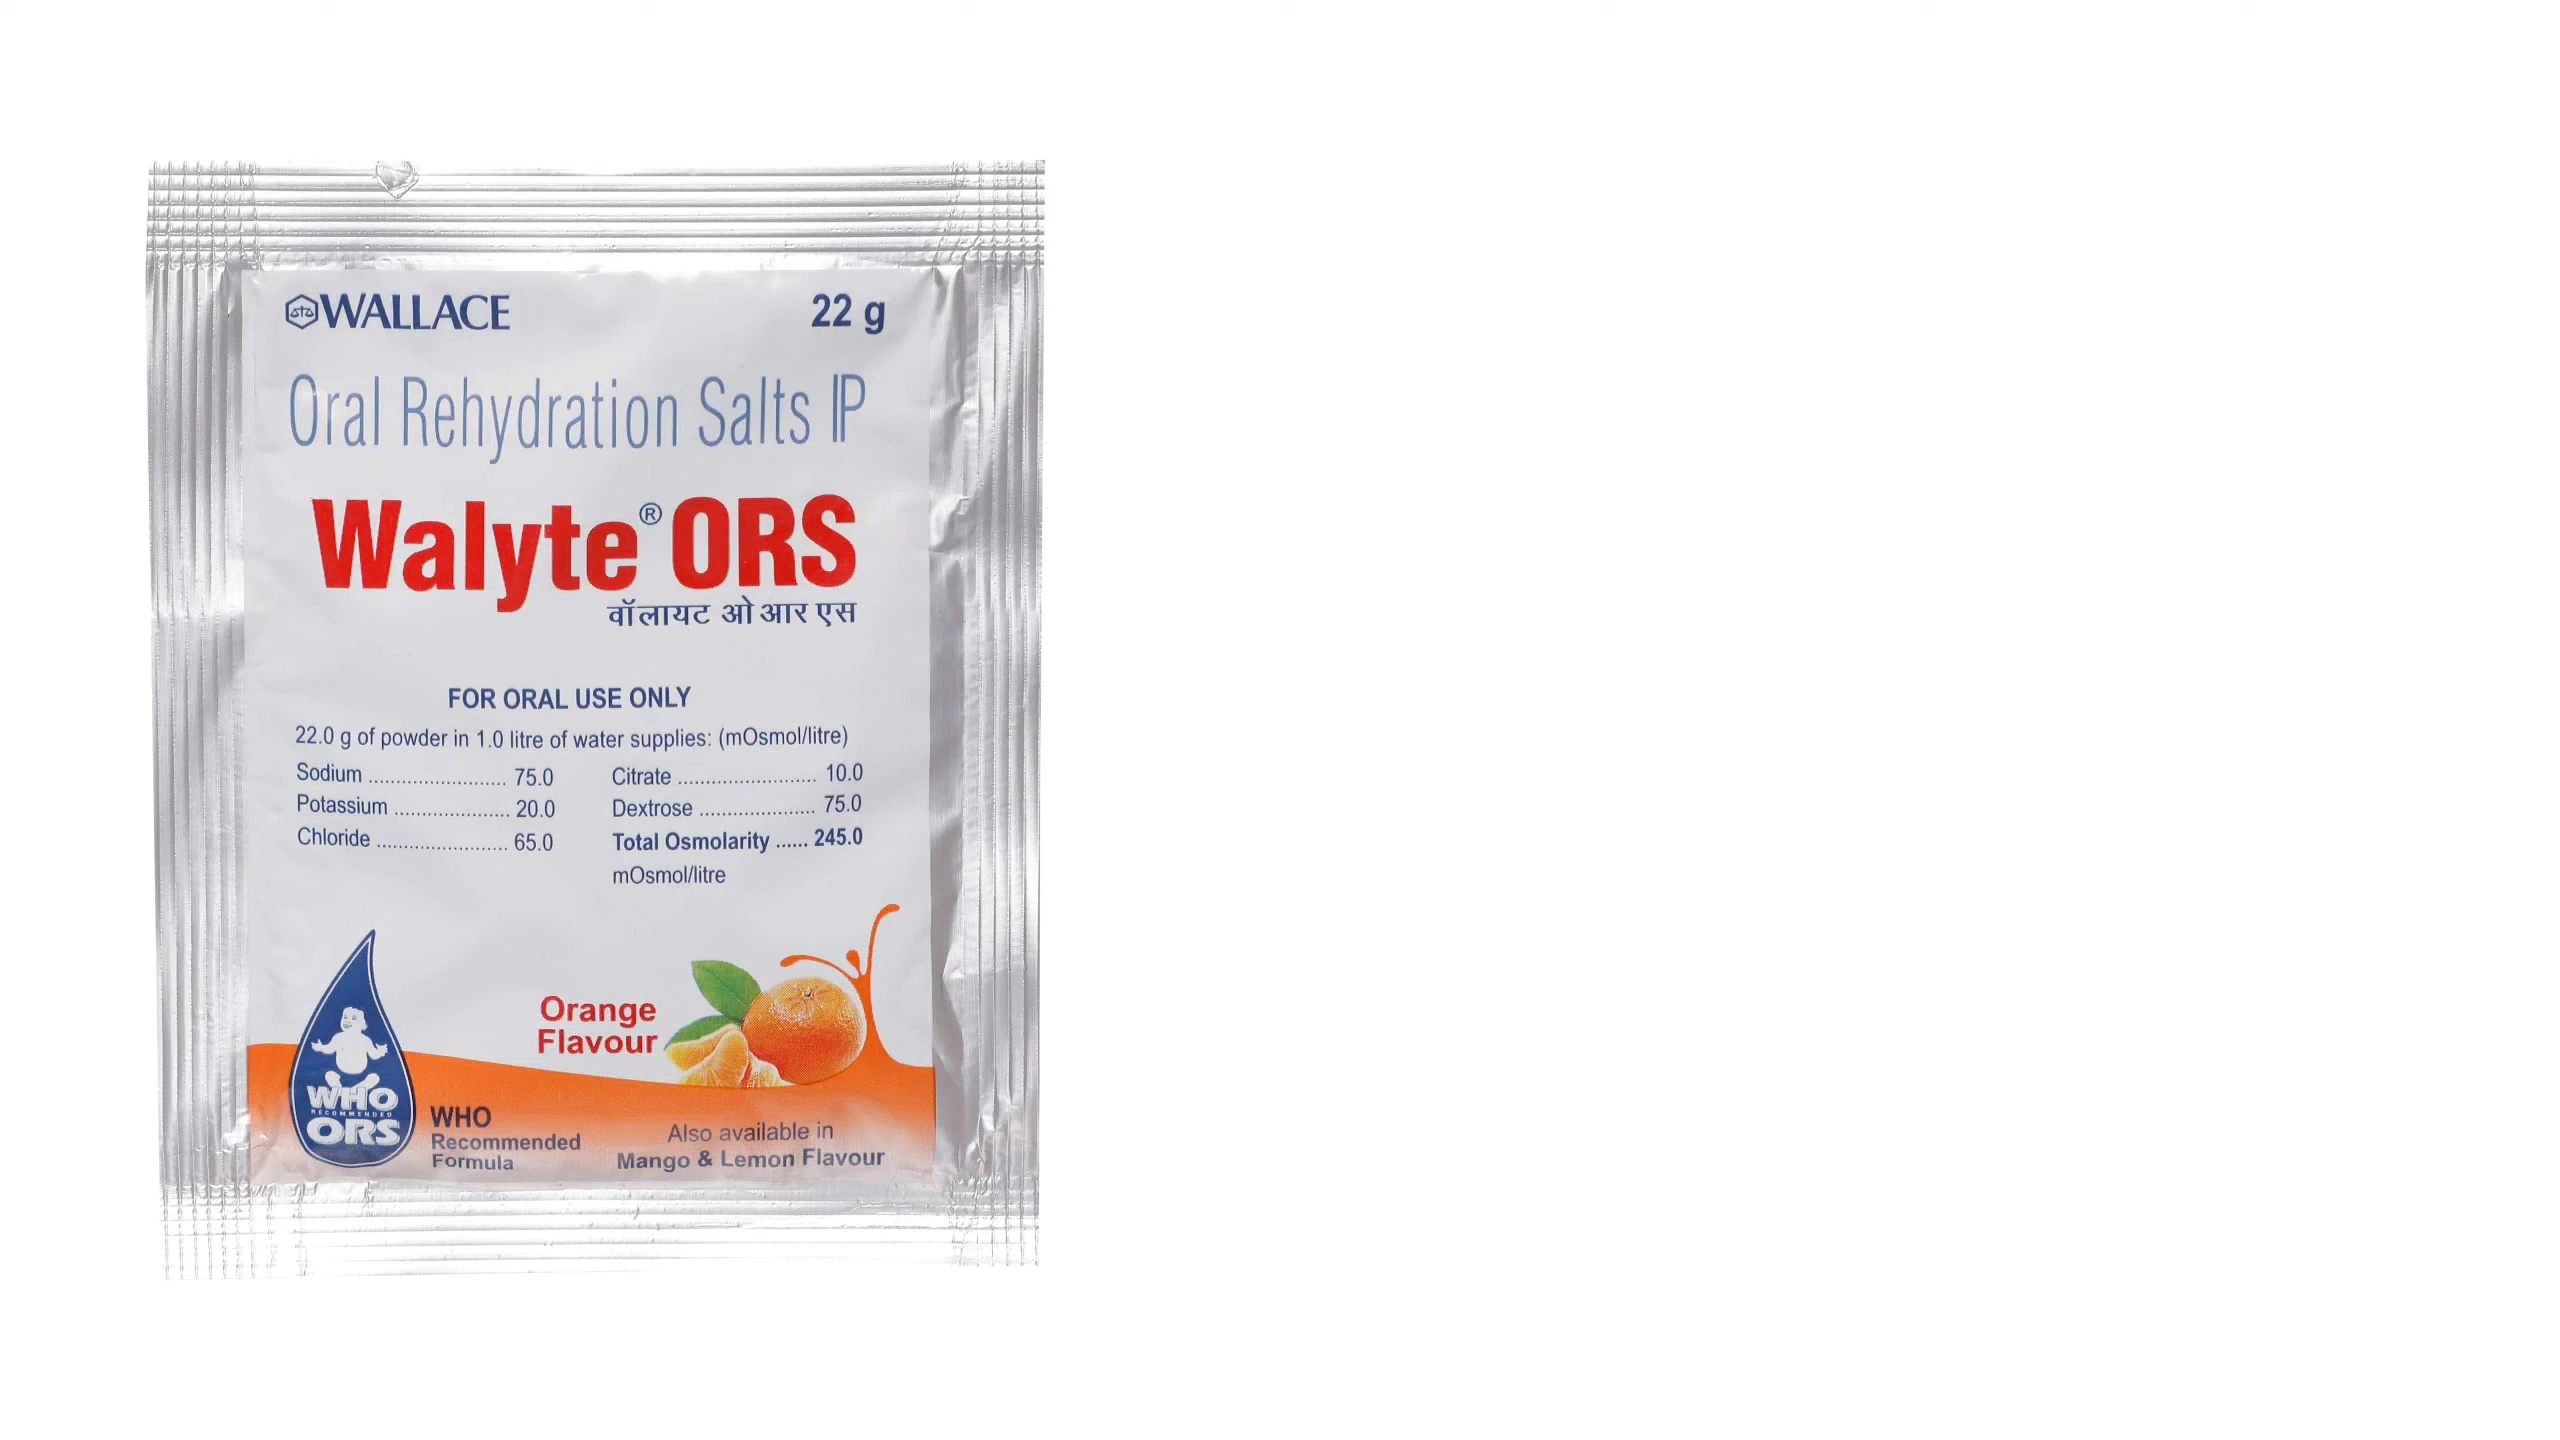 WALLACE
22 g
Oral Rehydration Salts IP
Walyte® ORS
वॉलायट ओ आर एस
FOR ORAL USE ONLY
22.0 g of powder in 1.0 litre of water supplies: (mOsmol/litre)
Sodium ......................... 75.0
Potassium ..................... 20.0
Chloride ........................ 65.0
Citrate ......................... 10.0
Dextrose ..................... 75.0
Total Osmolarity ...... 245.0
mOsmol/litre
Orange
Flavour
WHO
RECOMMENDED
ORS
WHO
Recommended
Formula
Also available in
Mango & Lemon Flavour